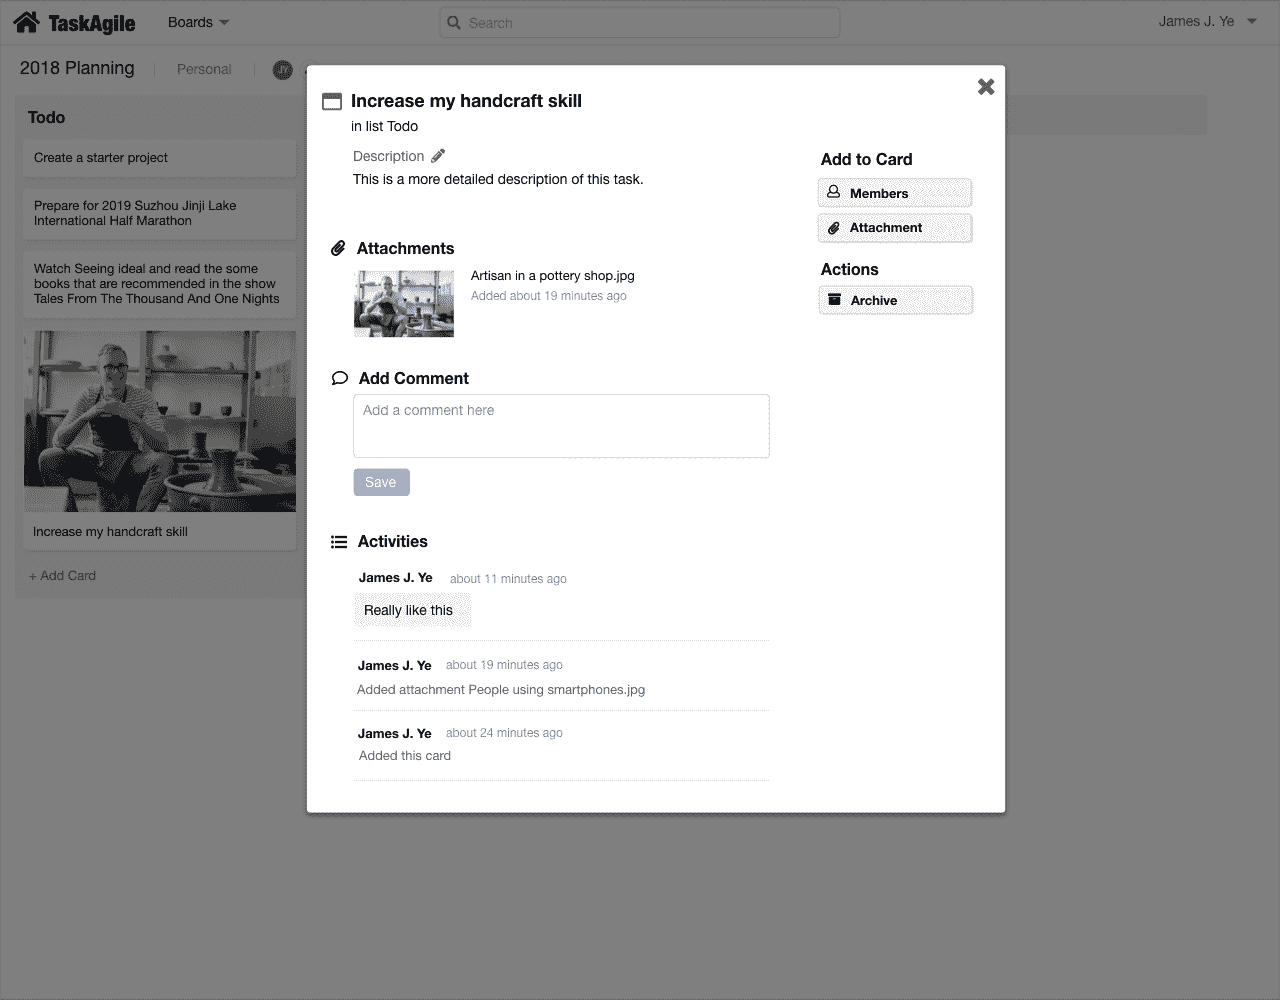 TaskAgile
Boards
Search
James J. Ye
2018 Planning
Personal
JY
Todo
Create a starter project
Prepare for 2019 Suzhou Jinji Lake
International Half Marathon
Watch Seeing ideal and read the some
books that are recommended in the show
Tales From The Thousand And One Nights
Increase my handcraft skill
+ Add Card
Increase my handcraft skill
in list Todo
Description
This is a more detailed description of this task.
Attachments
Artisan in a pottery shop.jpg
Added about 19 minutes ago
Add Comment
Add a comment here
Save
Activities
James J. Ye about 11 minutes ago
Really like this
James J. Ye about 19 minutes ago
Added attachment People using smartphones.jpg
James J. Ye about 24 minutes ago
Added this card
Add to Card
Members
Attachment
Actions
Archive